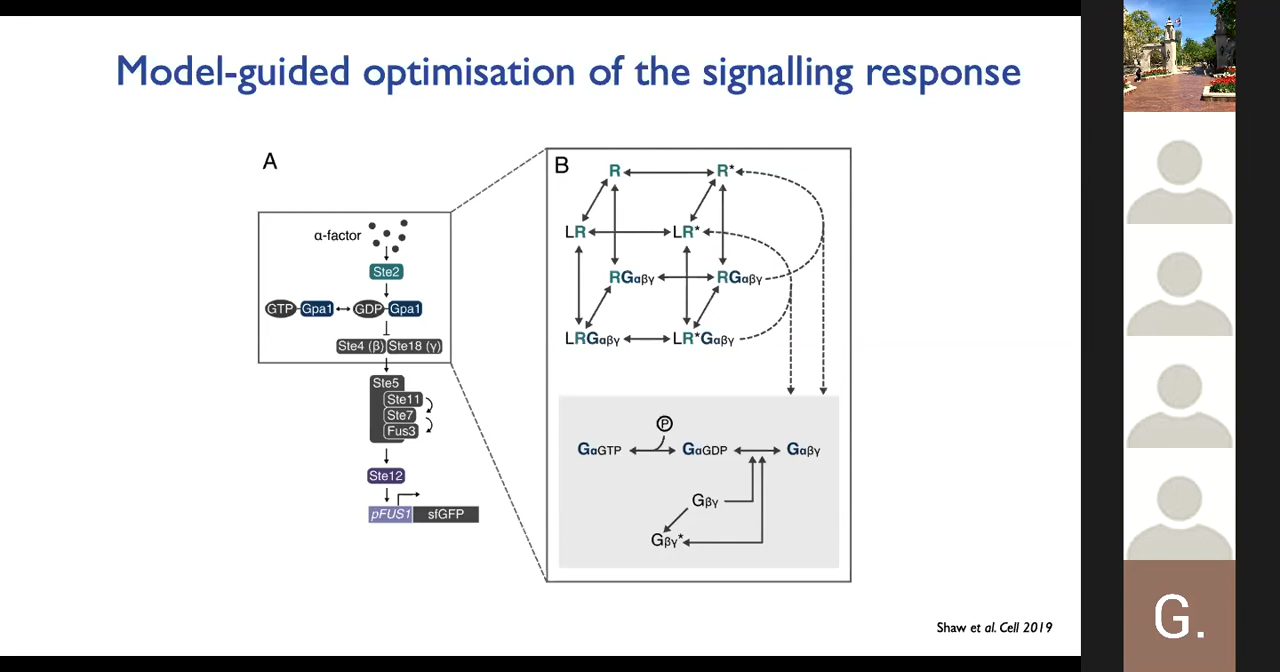 Model-guided optimisation of the signalling response
A
α-factor
Ste2
GTP Gpa1 GDP Gpa1
Ste4 (β) Ste18 (γ)
Ste5
Ste11
Ste7
Fus3
Ste12
pFUS1 sfGFP
B
R R*
LR LR*
RGαβγ RGαβγ
LRGαβγ LR*Gαβγ
P
GαGTP GαGDP Gαβγ
Gβγ
Gβγ*
Shaw et al. Cell 2019
G.